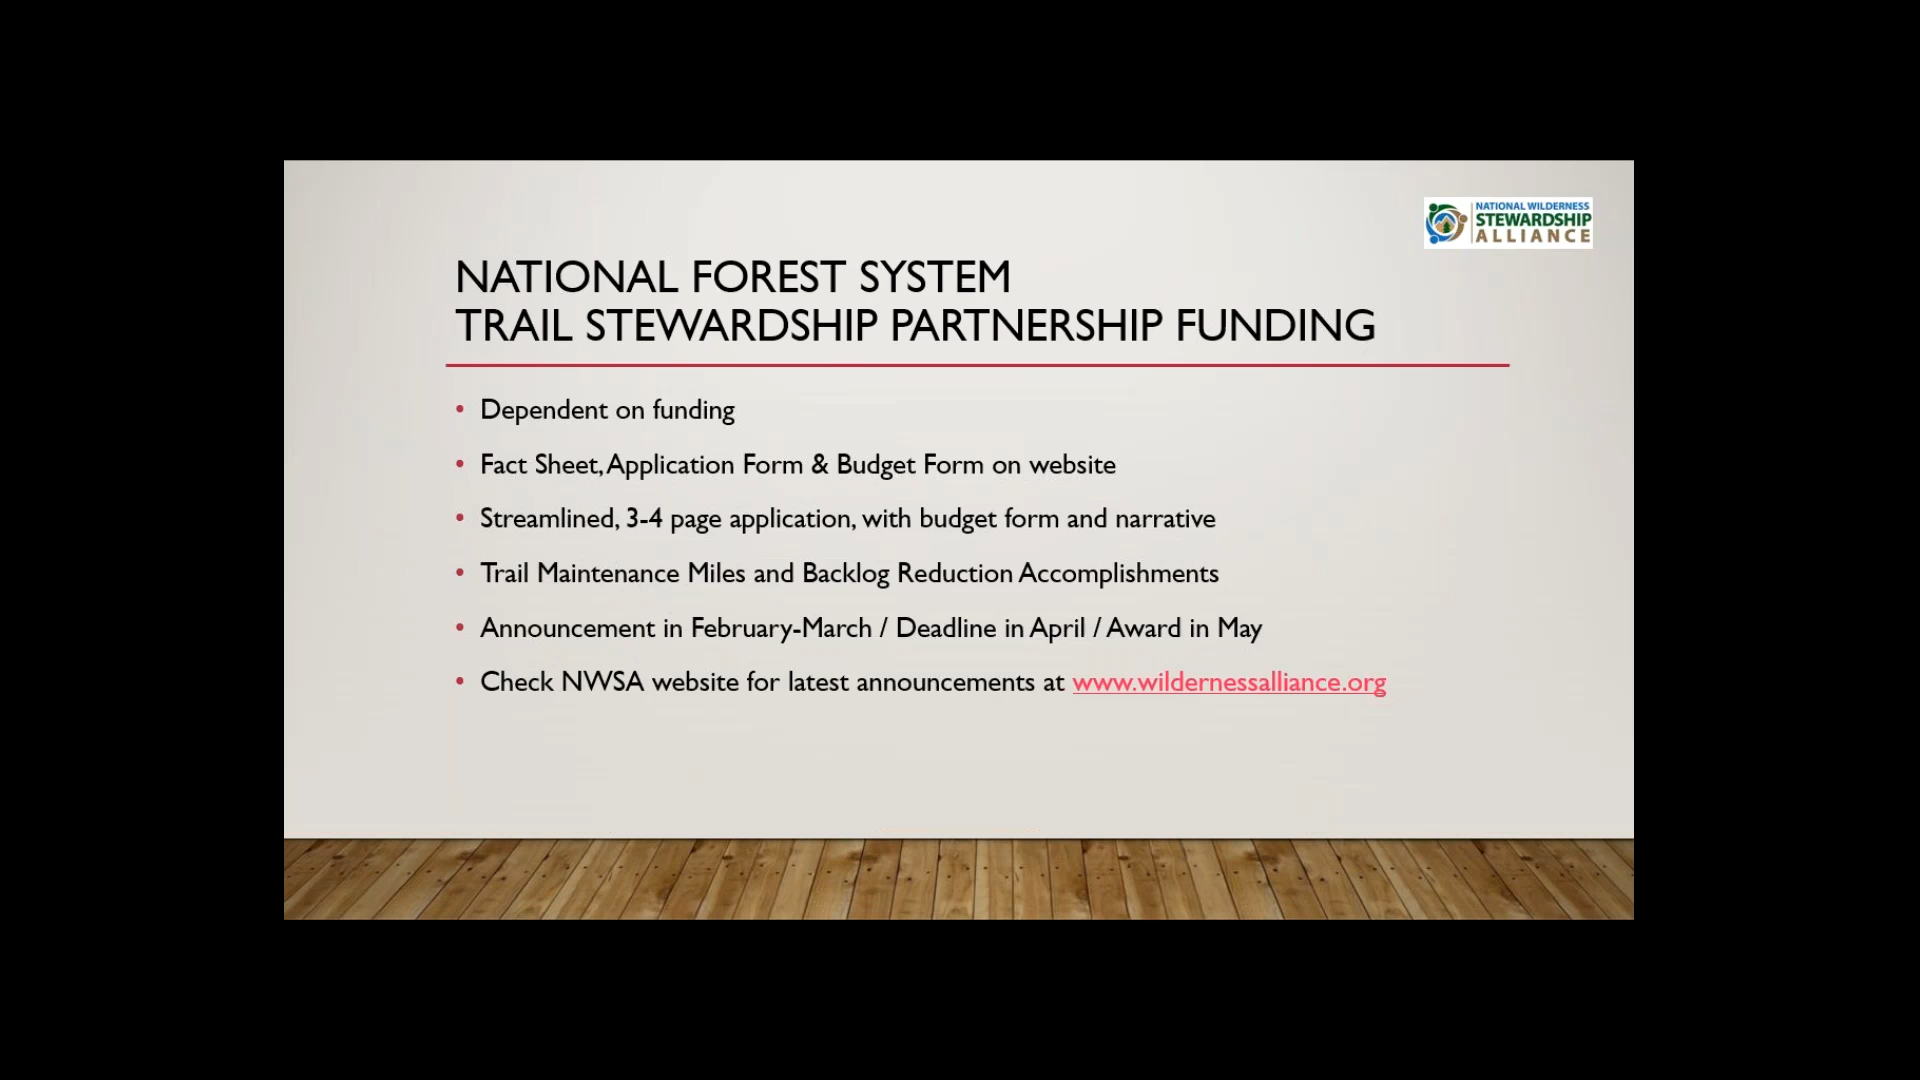 NATIONAL WILDERNESS
STEWARDSHIP
ALLIANCE
NATIONAL FOREST SYSTEM
TRAIL STEWARDSHIP PARTNERSHIP FUNDING
• Dependent on funding
• Fact Sheet, Application Form & Budget Form on website
• Streamlined, 3-4 page application, with budget form and narrative
• Trail Maintenance Miles and Backlog Reduction Accomplishments
• Announcement in February-March / Deadline in April / Award in May
• Check NWSA website for latest announcements at www.wildernessalliance.org